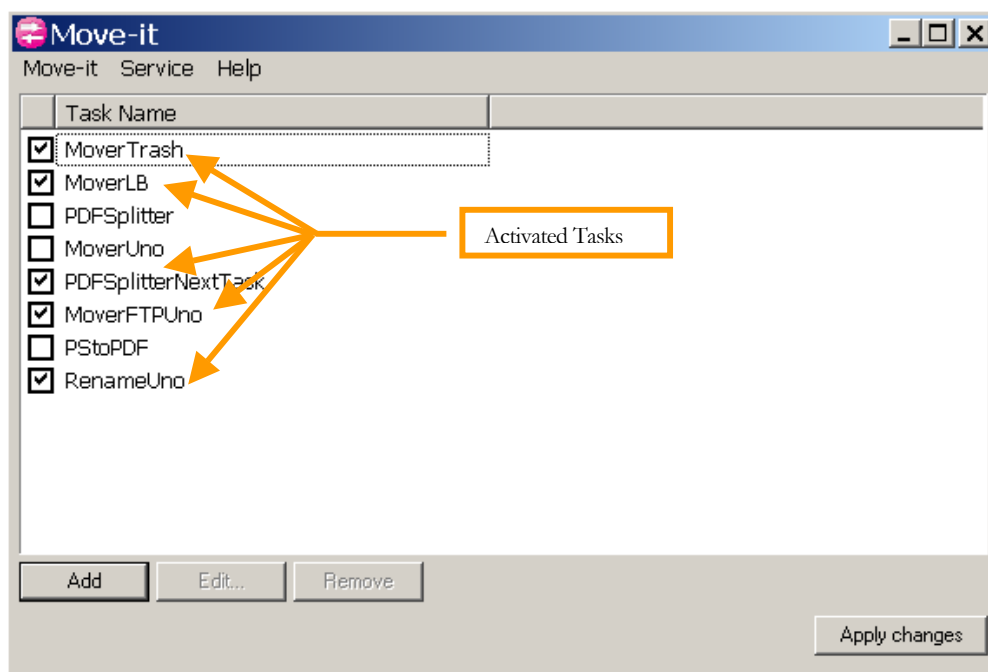 Move-it
Move-it Service Help
Task Name
MoverTrash
MoverLB
PDFSplitter
MoverUno
Activated Tasks
PDFSplitterNextTask
MoverFTPUno
PStoPDF
RenameUno
Add Edit... Remove
Apply changes